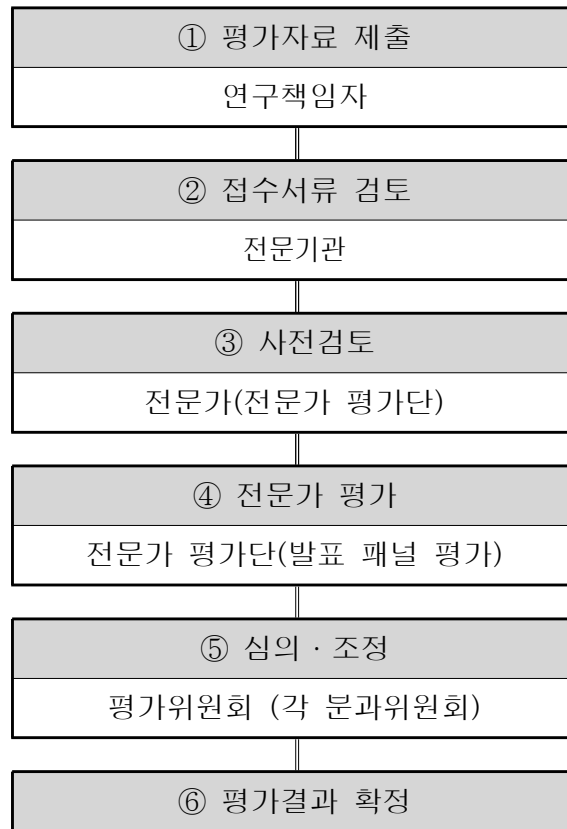 ① 평가자료 제출
연구책임자
② 접수서류 검토
전문기관
③ 사전검토
전문가(전문가 평가단)
④ 전문가 평가
전문가 평가단(발표 패널 평가)
⑤ 심의·조정
평가위원회 (각 분과위원회)
⑥ 평가결과 확정